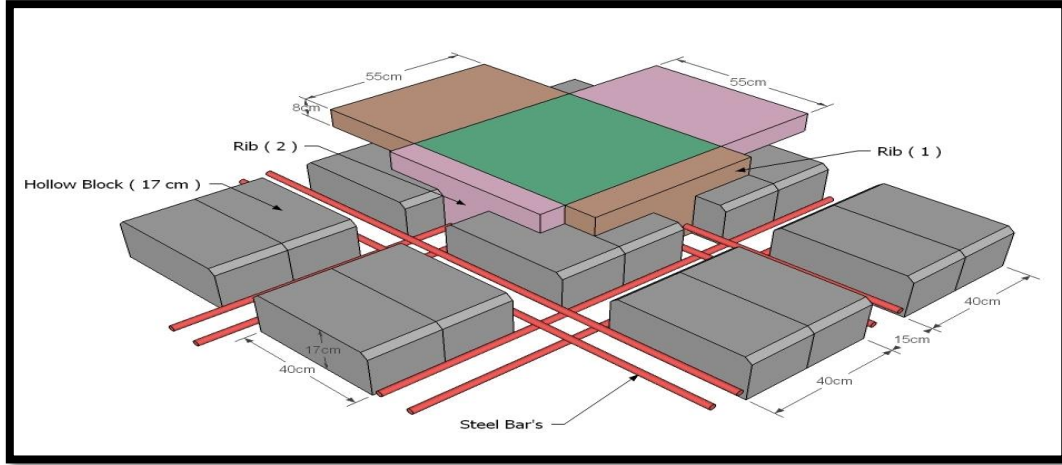 55cm
55cm
8cm
Rib ( 2 )
Rib ( 1 )
Hollow Block ( 17 cm )
40cm
15cm
17cm
40cm
40cm
Steel Bar's